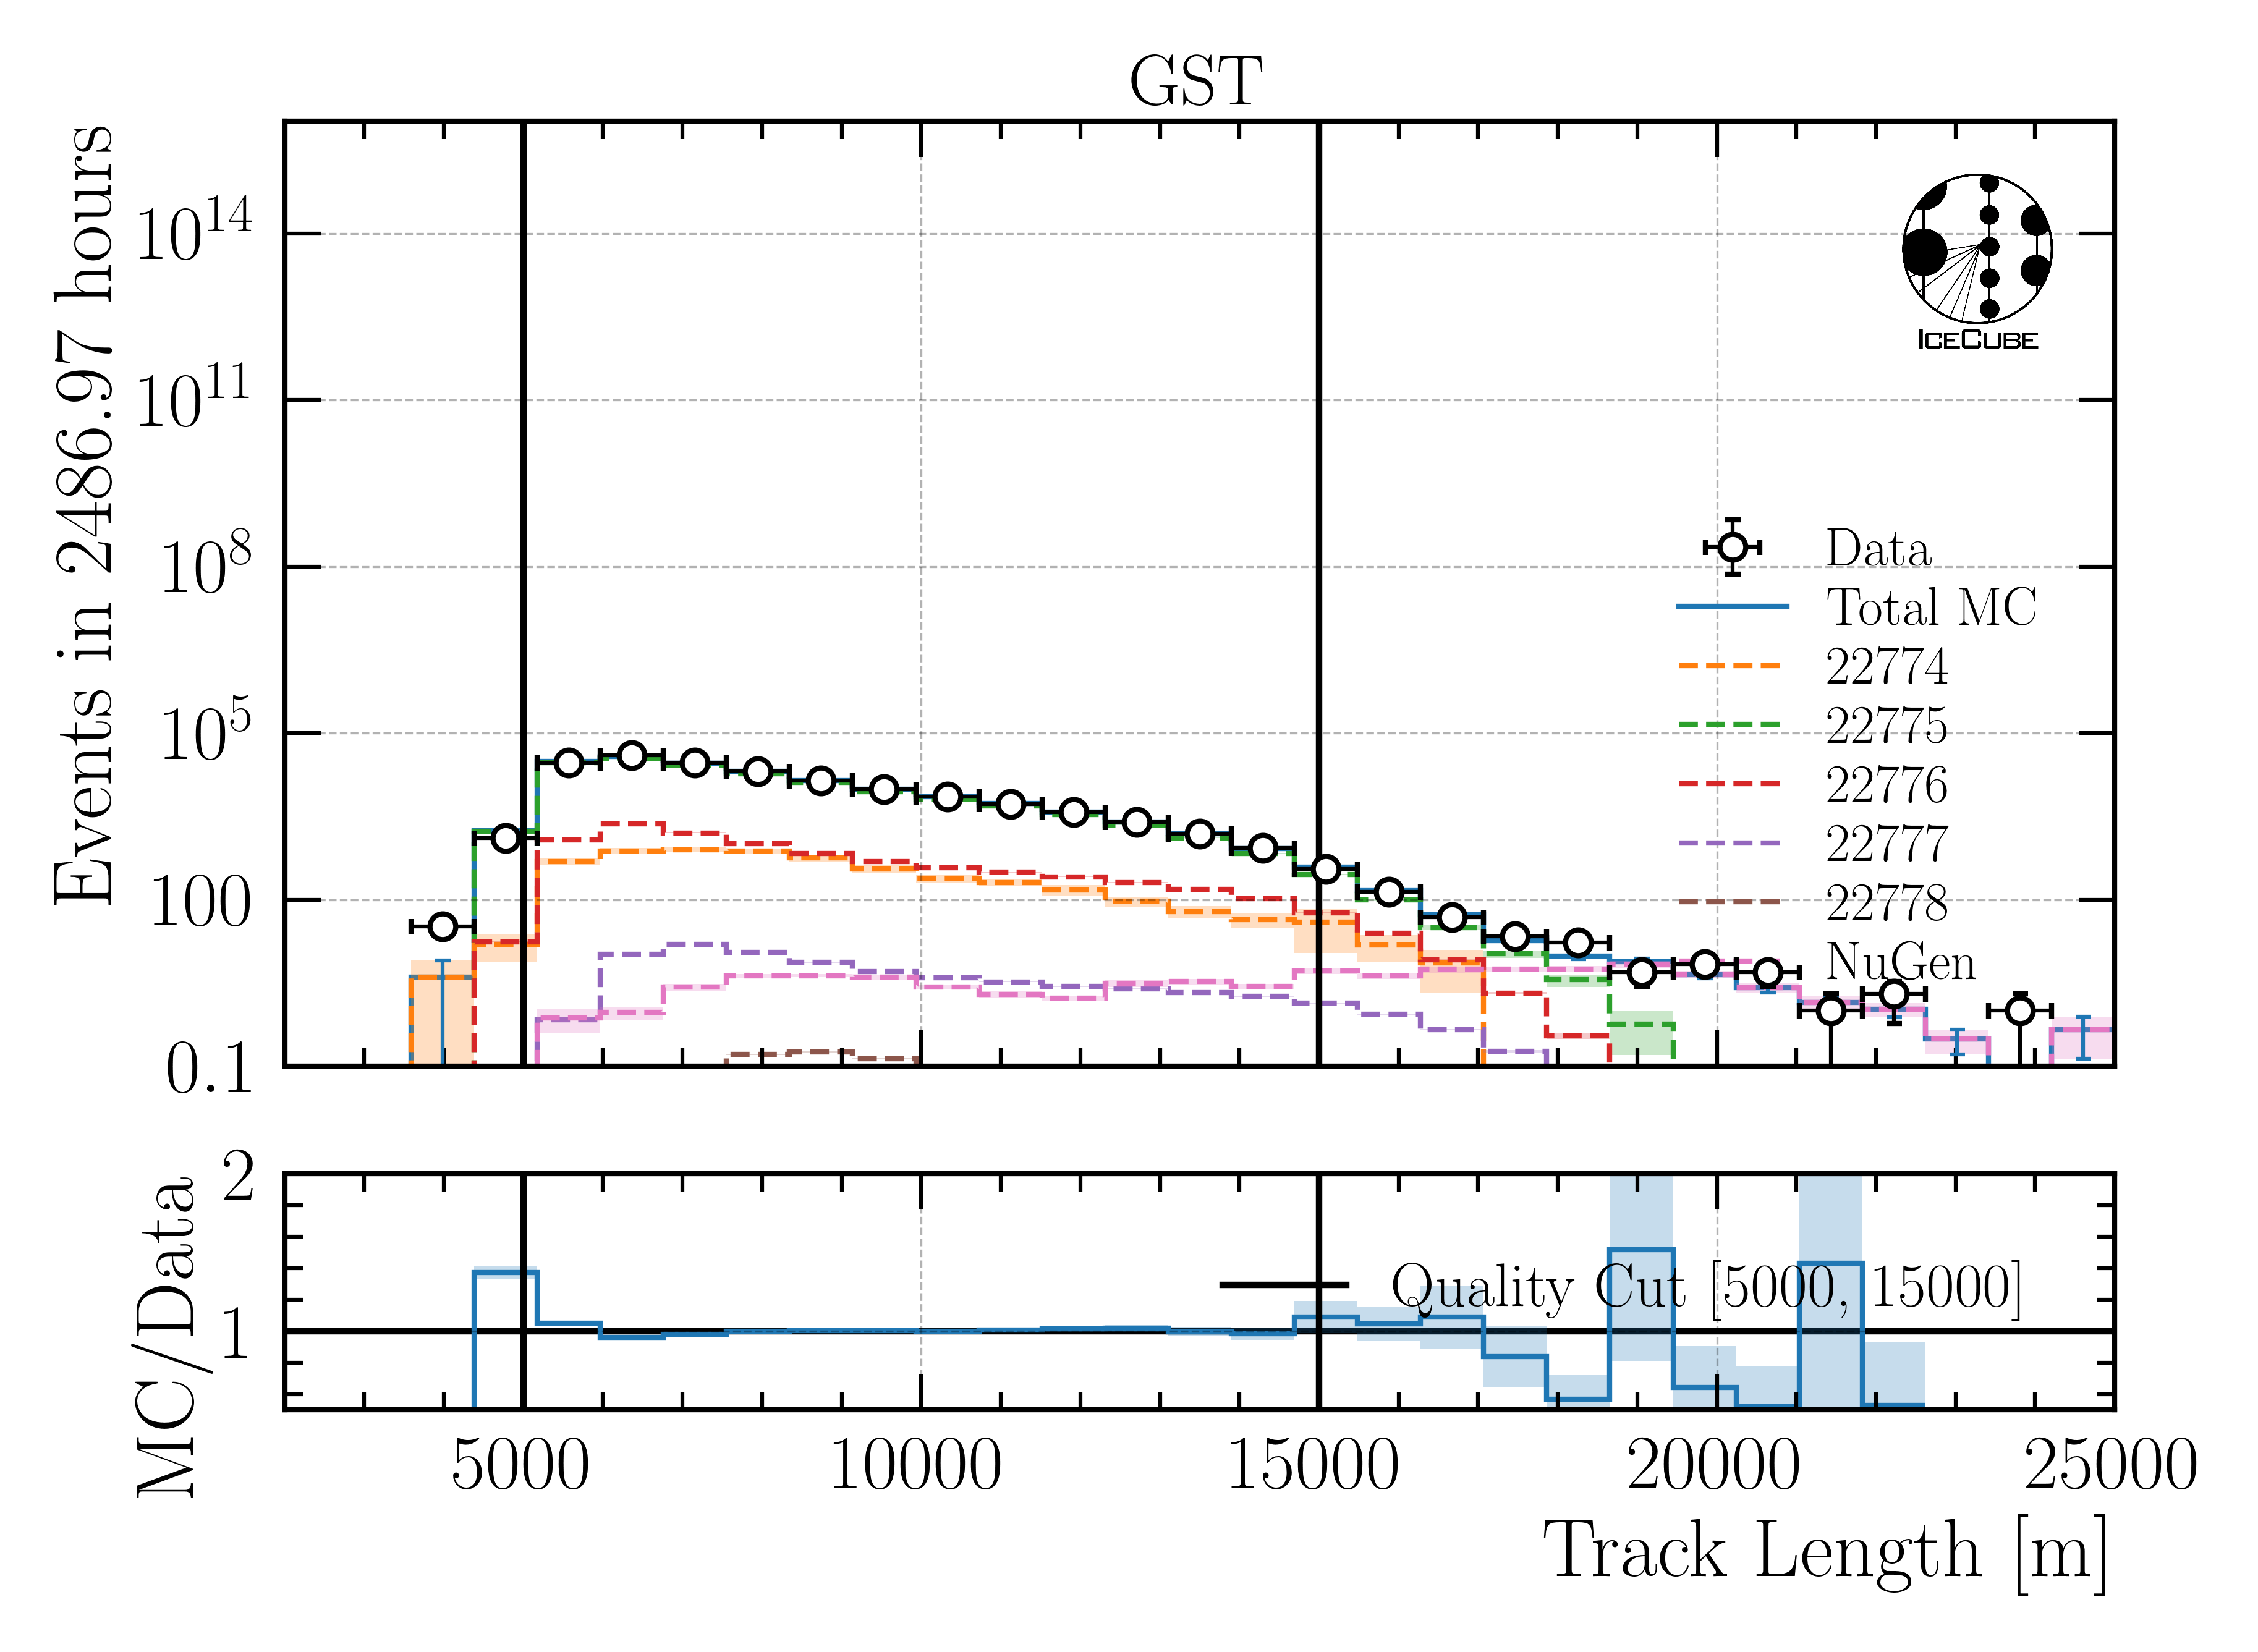 GST
Events in 2486.97 hours
10^14
10^11
10^8
10^5
100
0.1
ICECUBE
Data
Total MC
22774
22775
22776
22777
22778
NuGen
MC/Data
2
1
Quality Cut [5000, 15000]
5000 10000 15000 20000 25000
Track Length [m]